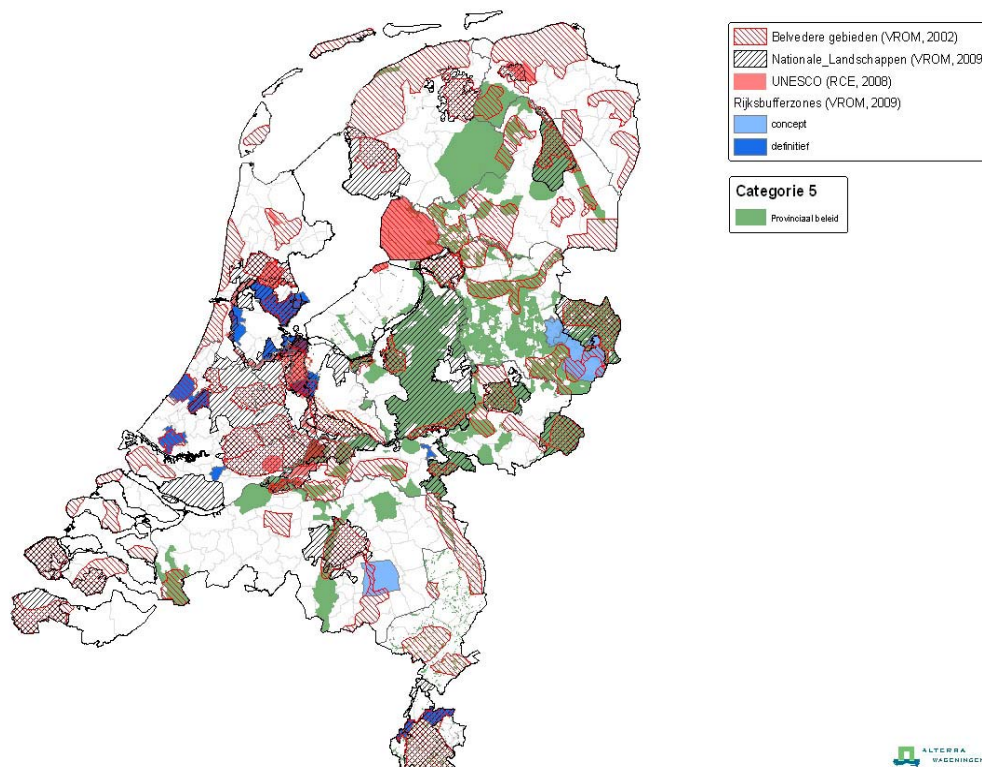 Belvedere gebieden (VROM, 2002)
Nationale_Landschappen (VROM, 2009
UNESCO (RCE, 2008)
Rijksbufferzones (VROM, 2009)
concept
definitief
Categorie 5
Provinciaal beleid
ALTERRA
WAGENINGEN